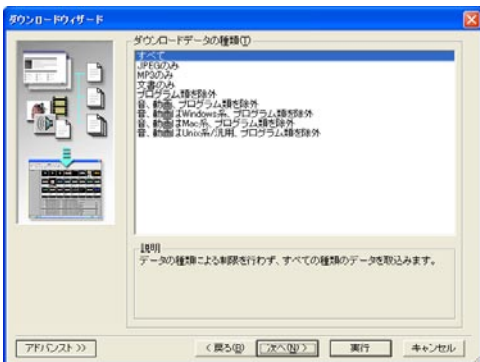 ダウンロードウィザード
ダウンロードデータの種類(T)
すべて
JPEGのみ
MP3のみ
文書のみ
プログラム類を除外
音、動画、プログラム類を除外
音、動画はWindows系、プログラム類を除外
音、動画はMac系、プログラム類を除外
音、動画はUnix系/汎用、プログラム類を除外
説明
データの種類による制限を行わず、すべての種類のデータを取込みます。
アドバンスト >>
< 戻る(B)
次へ(N) >
実行
キャンセル